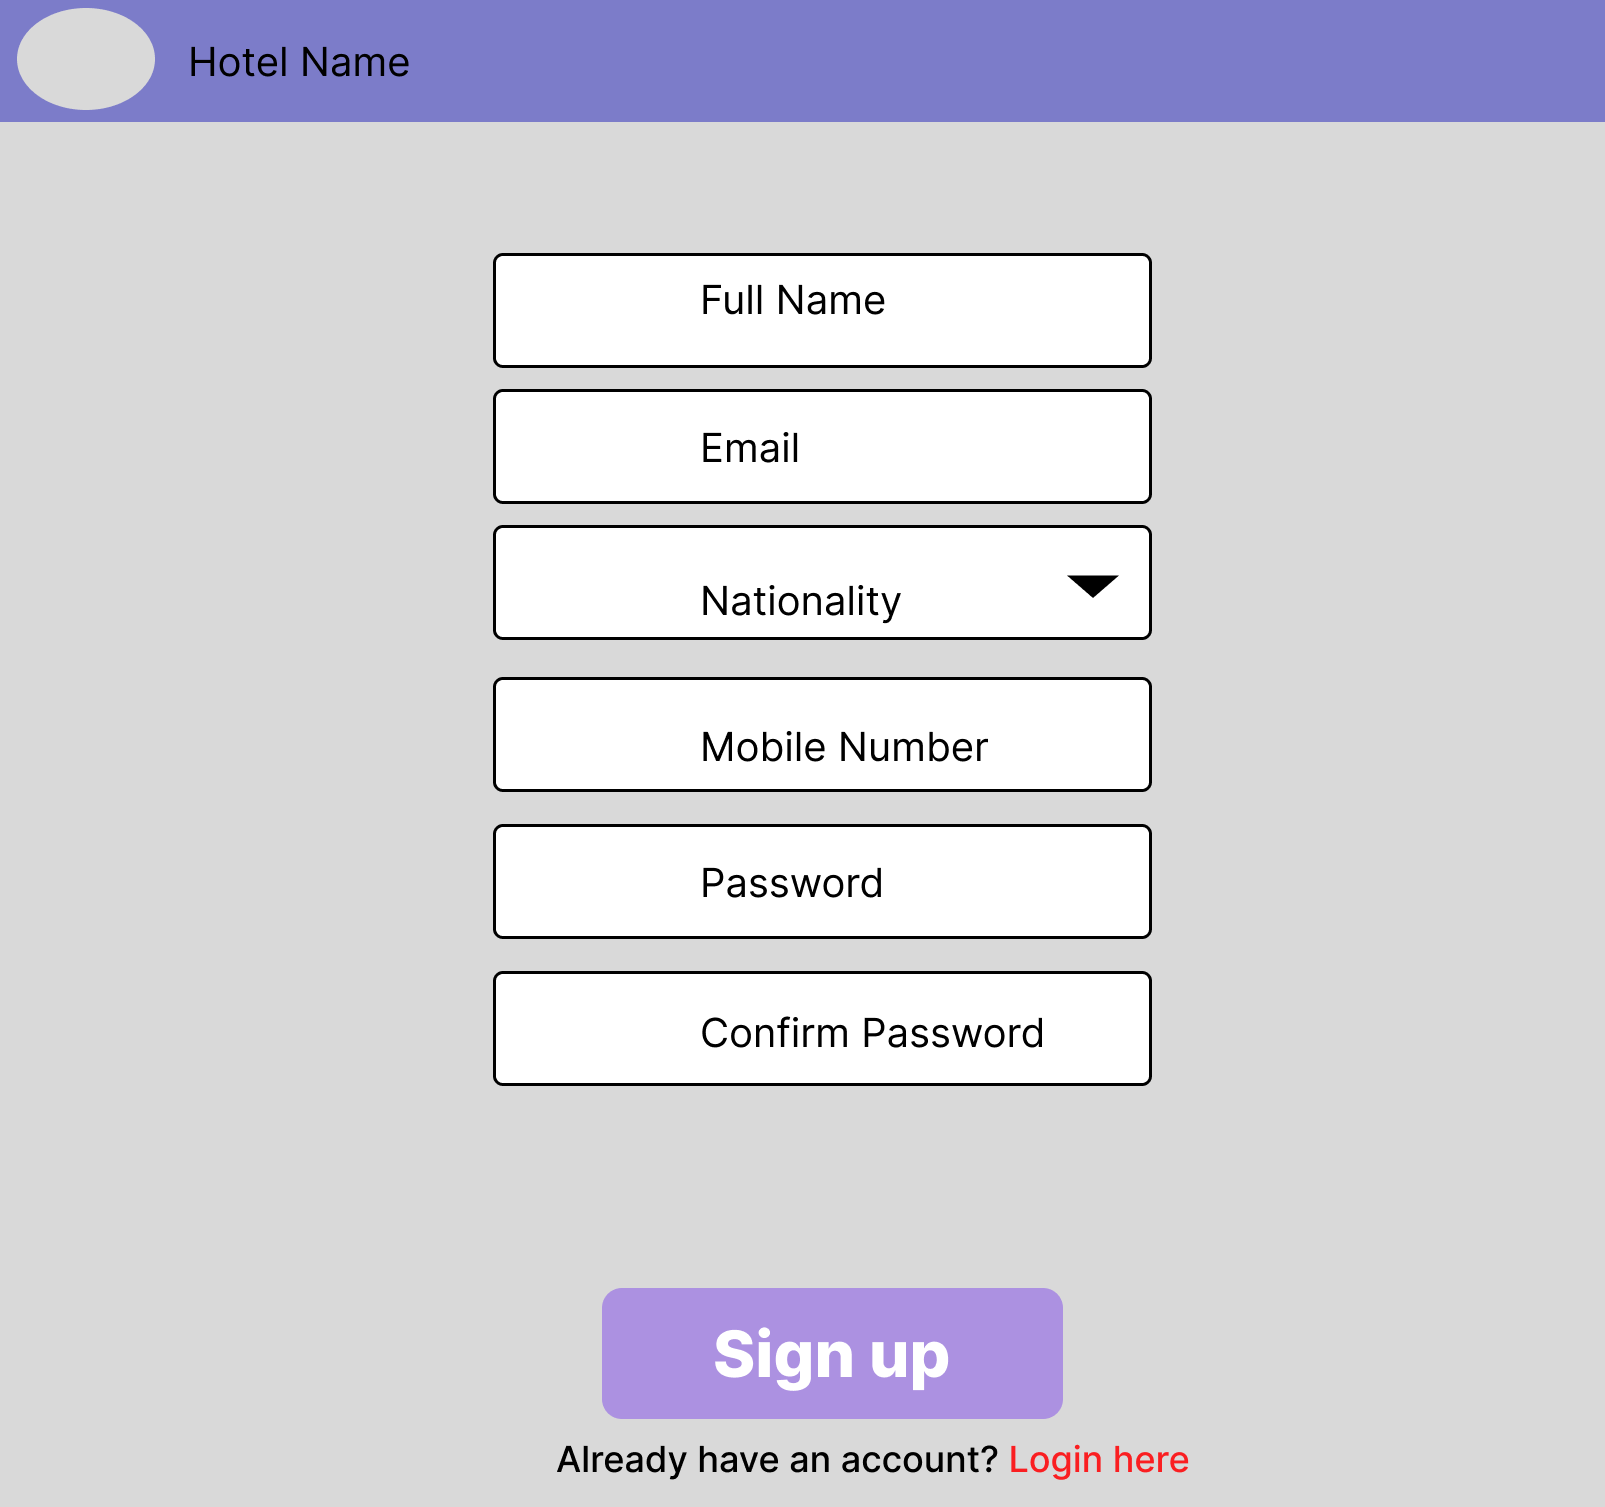 Hotel Name
Full Name
Email
Nationality
Mobile Number
Password
Confirm Password
Sign up
Already have an account? Login here